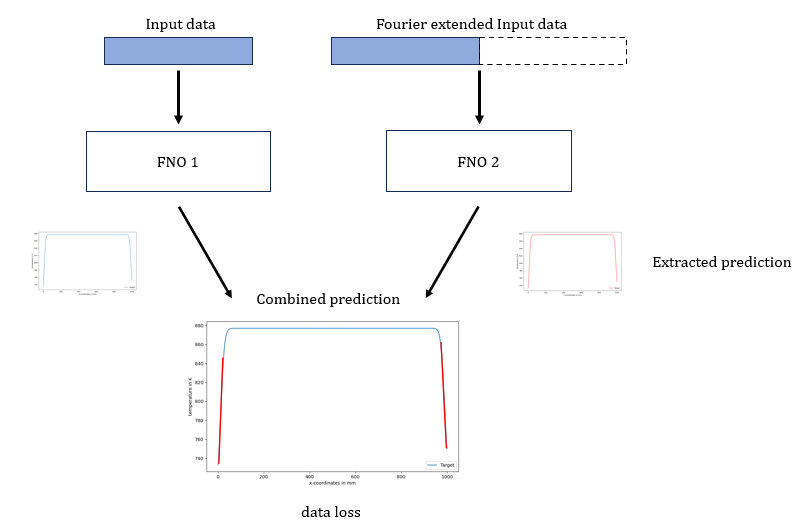 Input data
Fourier extended Input data
FNO 1
FNO 2
Extracted prediction
Combined prediction
880
860
840
820
800
780
760
740
temperature in K
Target
0
200
400
600
800
1000
x-coordinates in mm
data loss